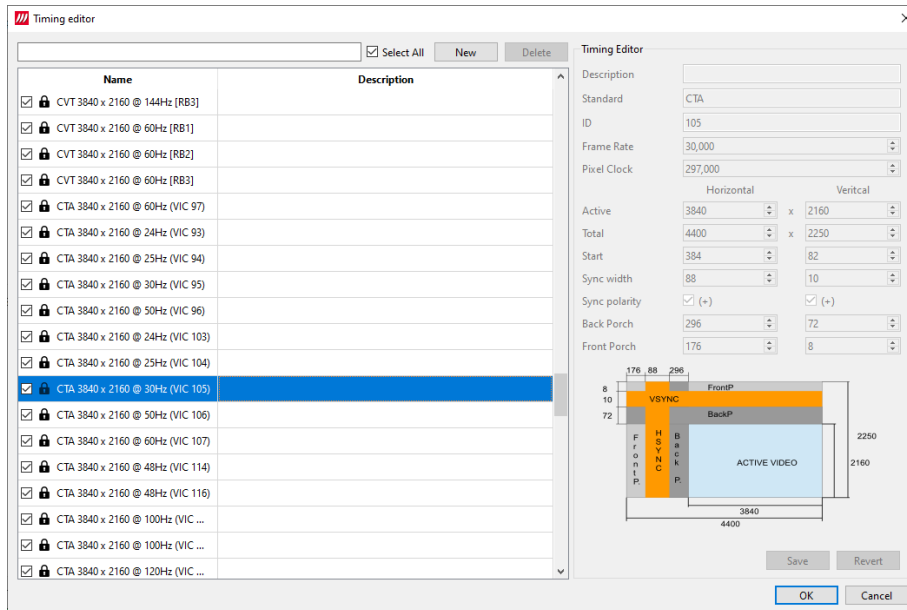 Timing editor
Select All New Delete
Name Description
CVT 3840 x 2160 @ 144Hz [RB3]
CVT 3840 x 2160 @ 60Hz [RB1]
CVT 3840 x 2160 @ 60Hz [RB2]
CVT 3840 x 2160 @ 60Hz [RB3]
CTA 3840 x 2160 @ 60Hz (VIC 97)
CTA 3840 x 2160 @ 24Hz (VIC 93)
CTA 3840 x 2160 @ 25Hz (VIC 94)
CTA 3840 x 2160 @ 30Hz (VIC 95)
CTA 3840 x 2160 @ 50Hz (VIC 96)
CTA 3840 x 2160 @ 24Hz (VIC 103)
CTA 3840 x 2160 @ 25Hz (VIC 104)
CTA 3840 x 2160 @ 30Hz (VIC 105)
CTA 3840 x 2160 @ 50Hz (VIC 106)
CTA 3840 x 2160 @ 60Hz (VIC 107)
CTA 3840 x 2160 @ 48Hz (VIC 114)
CTA 3840 x 2160 @ 48Hz (VIC 116)
CTA 3840 x 2160 @ 100Hz (VIC ...
CTA 3840 x 2160 @ 100Hz (VIC ...
CTA 3840 x 2160 @ 120Hz (VIC ...
Timing Editor
Description
Standard CTA
ID 105
Frame Rate 30,000
Pixel Clock 297,000
Horizontal Veritcal
Active 3840 x 2160
Total 4400 x 2250
Start 384 82
Sync width 88 10
Sync polarity (+) (+)
Back Porch 296 72
Front Porch 176 8
176 88 296
8 FrontP
10 VSYNC
72 BackP
Front P.
HSYNC
Back P.
ACTIVE VIDEO
2250
2160
3840
4400
Save Revert
OK Cancel